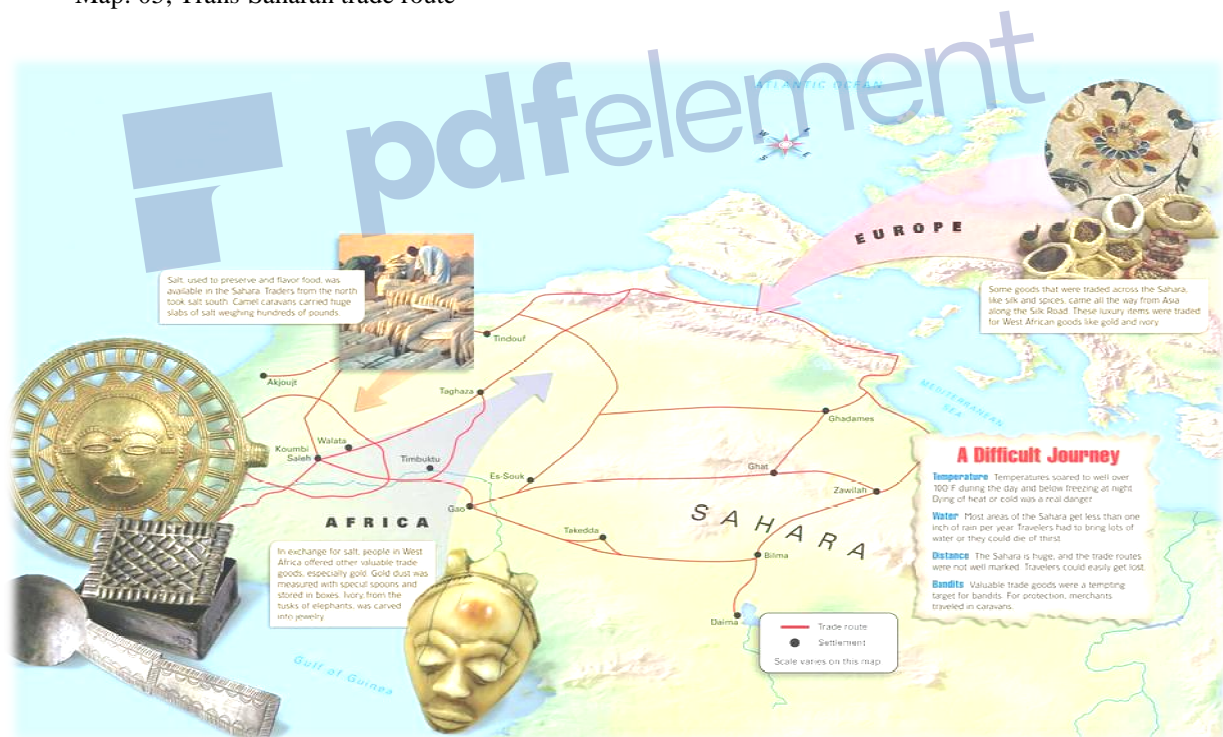 Map: 05; Trans-Saharan trade route
pdfelement
ATLANTIC OCEAN
N
E
S
EUROPE
Salt, used to preserve and flavor food, was
available in the Sahara. Traders from the north
took salt south. Camel caravans carried huge
slabs of salt weighing hundreds of pounds.
Some goods that were traded across the Sahara,
like silk and spices, came all the way from Asia
along the Silk Road. These luxury items were traded
for West African goods like gold and ivory.
Tindouf
Akjoujt
Taghaza
MEDITERRANEAN
SEA
Ghadames
Walata
Koumbi
Saleh
Timbuktu
Es-Souk
Ghat
Zawilah
Gao
AFRICA
SAHARA
Takedda
Bilma
Daima
A Difficult Journey
Temperature Temperatures soared to well over
100°F during the day and below freezing at night.
Dying of heat or cold was a real danger.
Water Most areas of the Sahara get less than one
inch of rain per year. Travelers had to bring lots of
water or they could die of thirst.
Distance The Sahara is huge, and the trade routes
were not well marked. Travelers could easily get lost.
Bandits Valuable trade goods were a tempting
target for bandits. For protection, merchants
traveled in caravans.
In exchange for salt, people in West
Africa offered other valuable trade
goods, especially gold. Gold dust was
measured with special spoons and
stored in boxes. Ivory, from the
tusks of elephants, was carved
into jewelry.
Trade route
Settlement
Scale varies on this map.
Gulf of Guinea